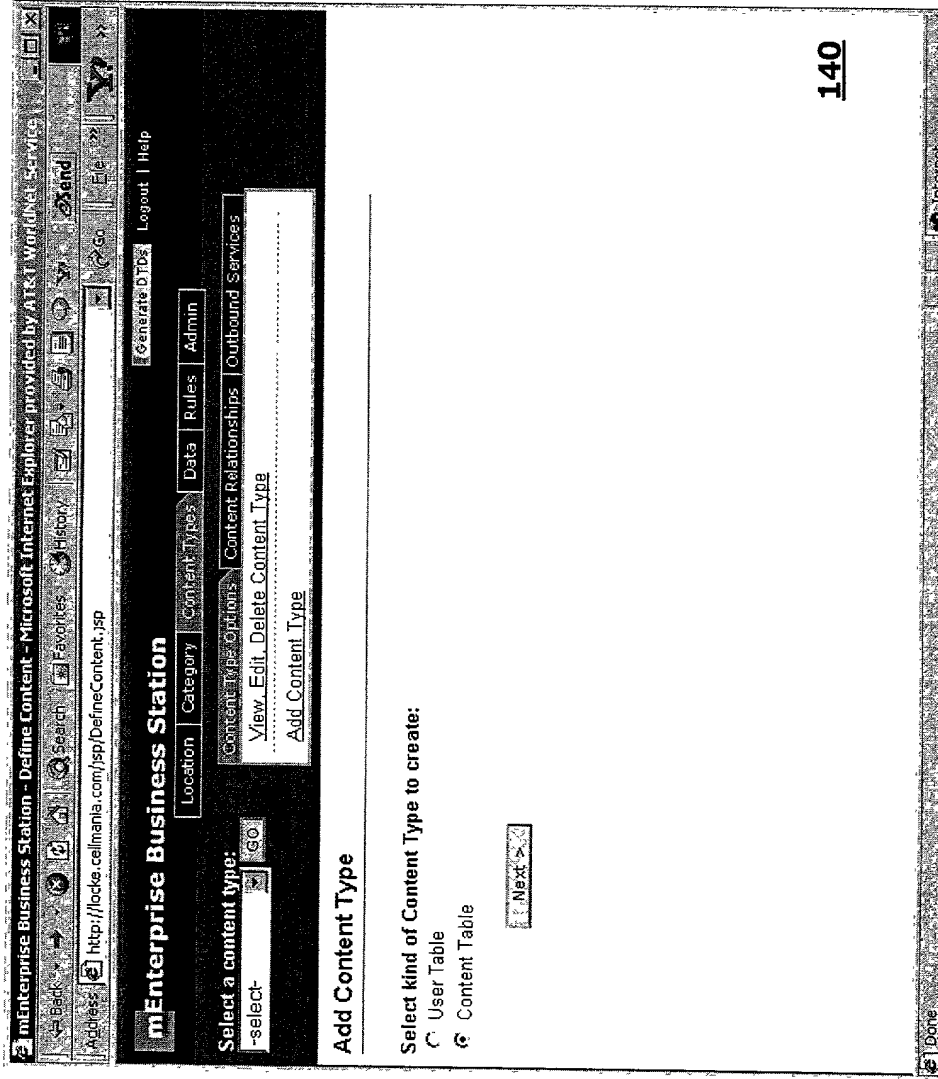 mEnterprise Business Station - Define Content - Microsoft Internet Explorer provided by AT&T WorldNet Service
Back Search Favorites History Send
Address http://locke.cellmania.com/jsp/DefineContent.jsp Go File » Y! »
mEnterprise Business Station
Generate DTDs Logout | Help
Location Category Content Types Data Rules Admin
Select a content type:
-select- GO
Content Type Options Content Relationships Outbound Services
View, Edit, Delete Content Type
Add Content Type
Add Content Type
Select kind of Content Type to create:
User Table
Content Table
Next >
140
Done Internet